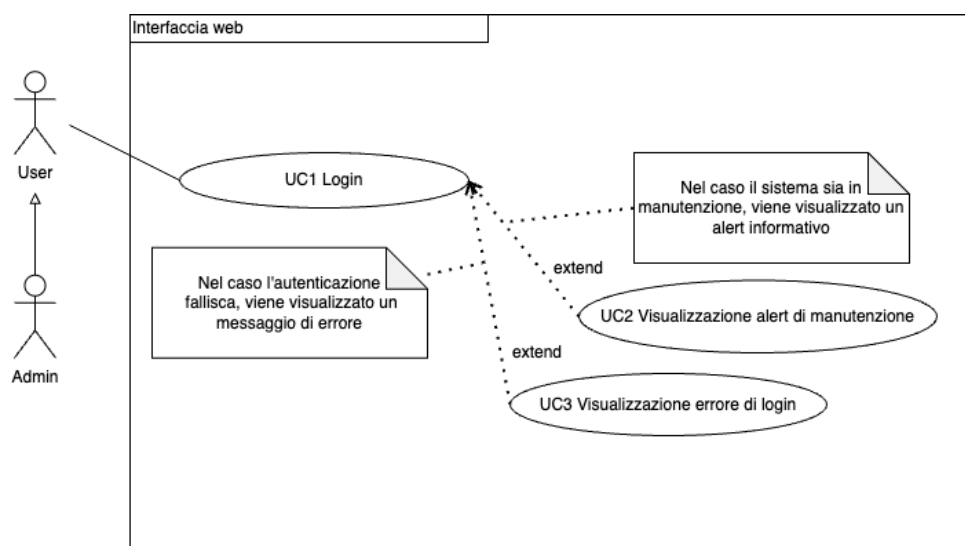 Interfaccia web
User
UC1 Login
Nel caso il sistema sia in
manutenzione, viene visualizzato un
alert informativo
Nel caso l'autenticazione
fallisca, viene visualizzato un
messaggio di errore
extend
UC2 Visualizzazione alert di manutenzione
extend
Admin
UC3 Visualizzazione errore di login